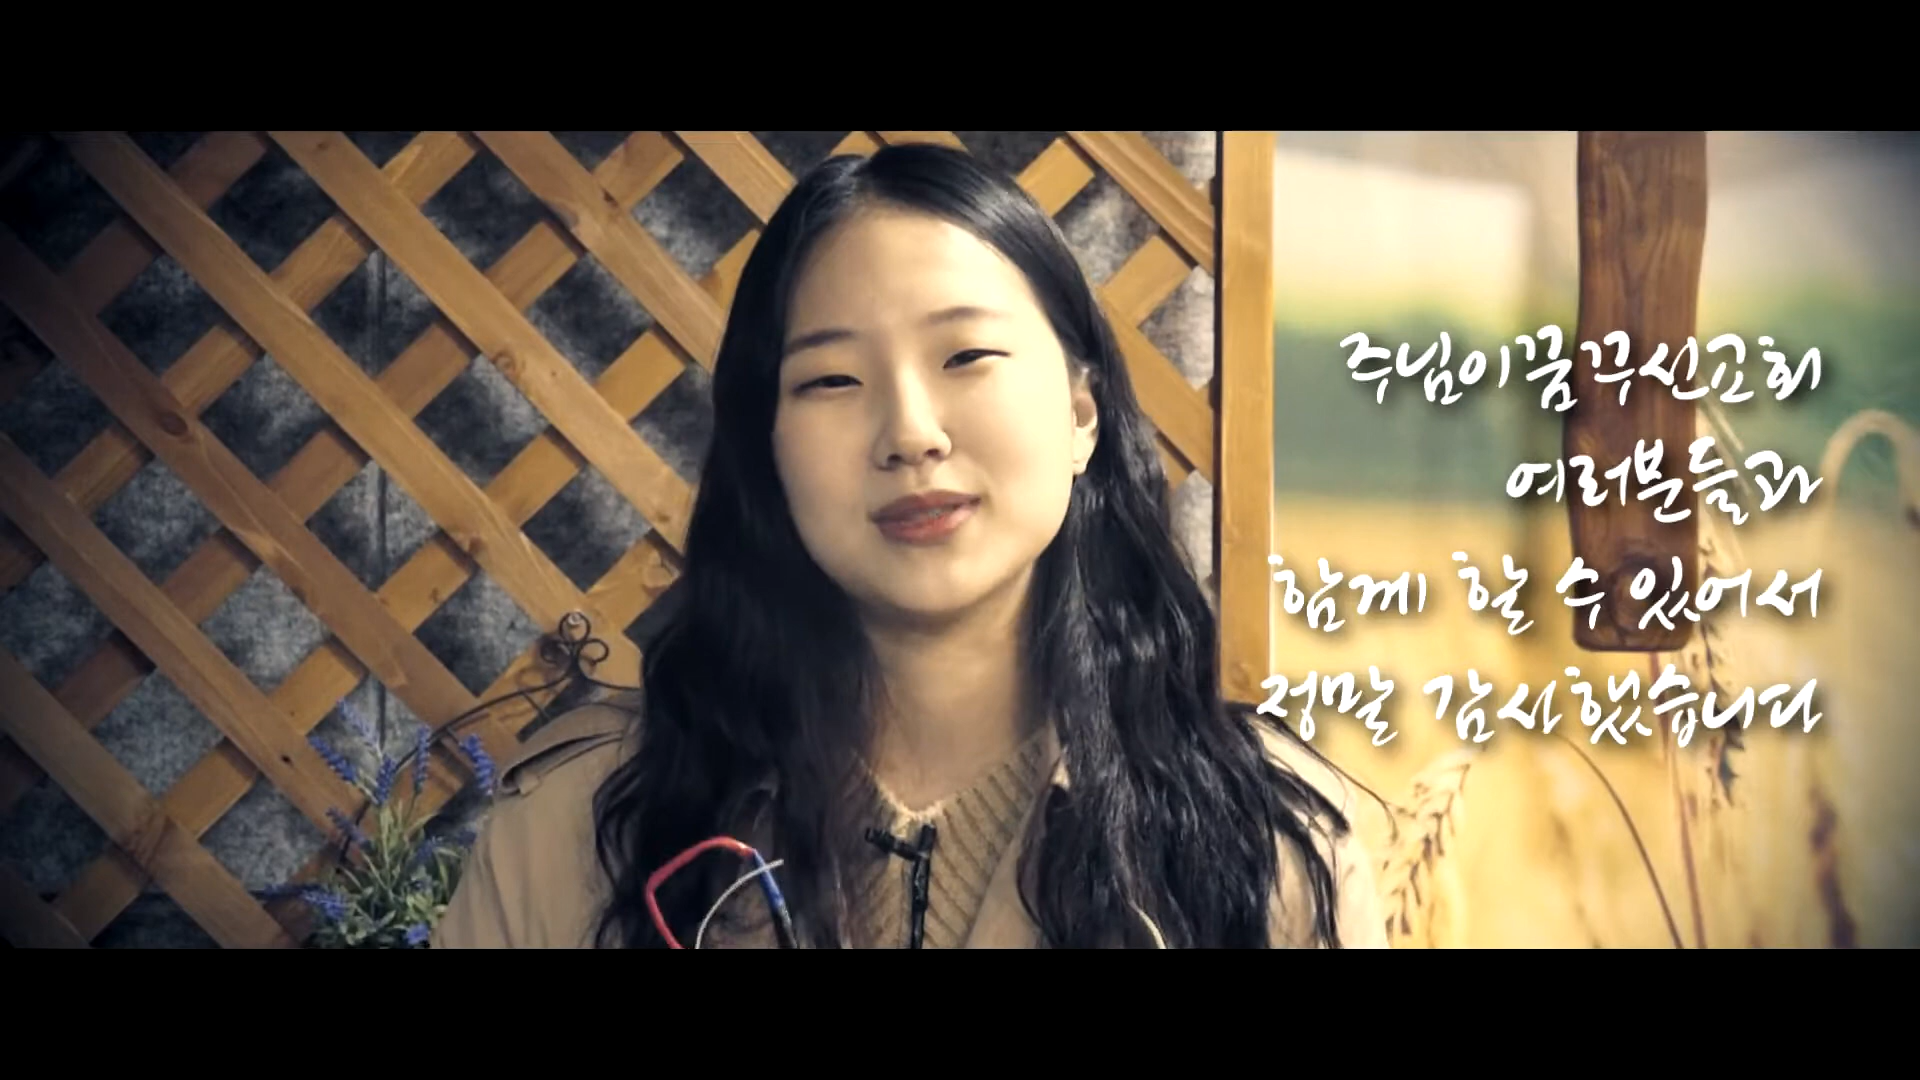 주님이꿈꾸선교회
여러분들과
함께 할 수 있어서
정말 감사했습니다